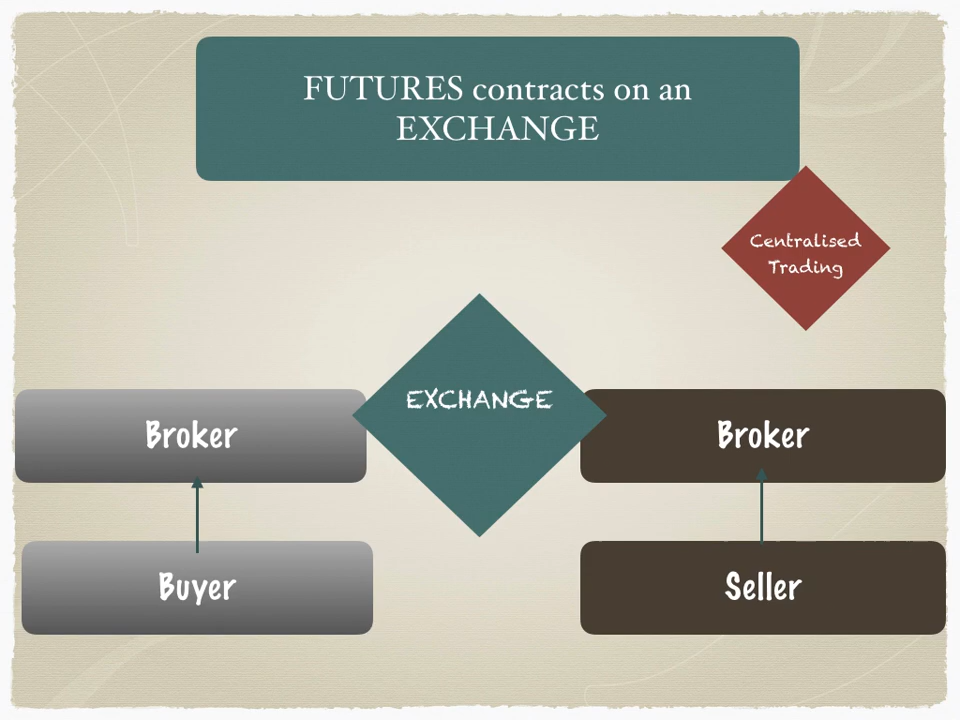 FUTURES contracts on an
EXCHANGE
Centralised
Trading
EXCHANGE
Broker
Broker
Buyer
Seller